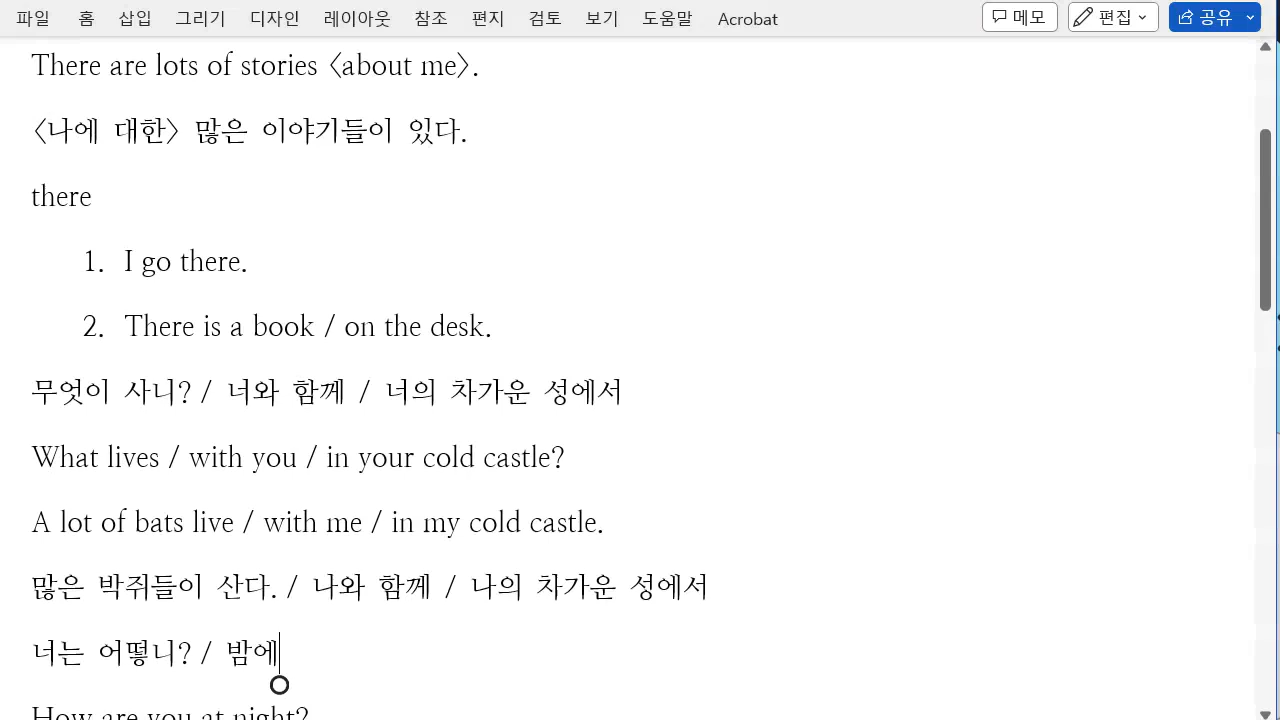 파일 홈 삽입 그리기 디자인 레이아웃 참조 편지 검토 보기 도움말 Acrobat 메모 편집 공유
There are lots of stories <about me>.
<나에 대한> 많은 이야기들이 있다.
there
1. I go there.
2. There is a book / on the desk.
무엇이 사니? / 너와 함께 / 너의 차가운 성에서
What lives / with you / in your cold castle?
A lot of bats live / with me / in my cold castle.
많은 박쥐들이 산다. / 나와 함께 / 나의 차가운 성에서
너는 어떻니? / 밤에
How are you at night?